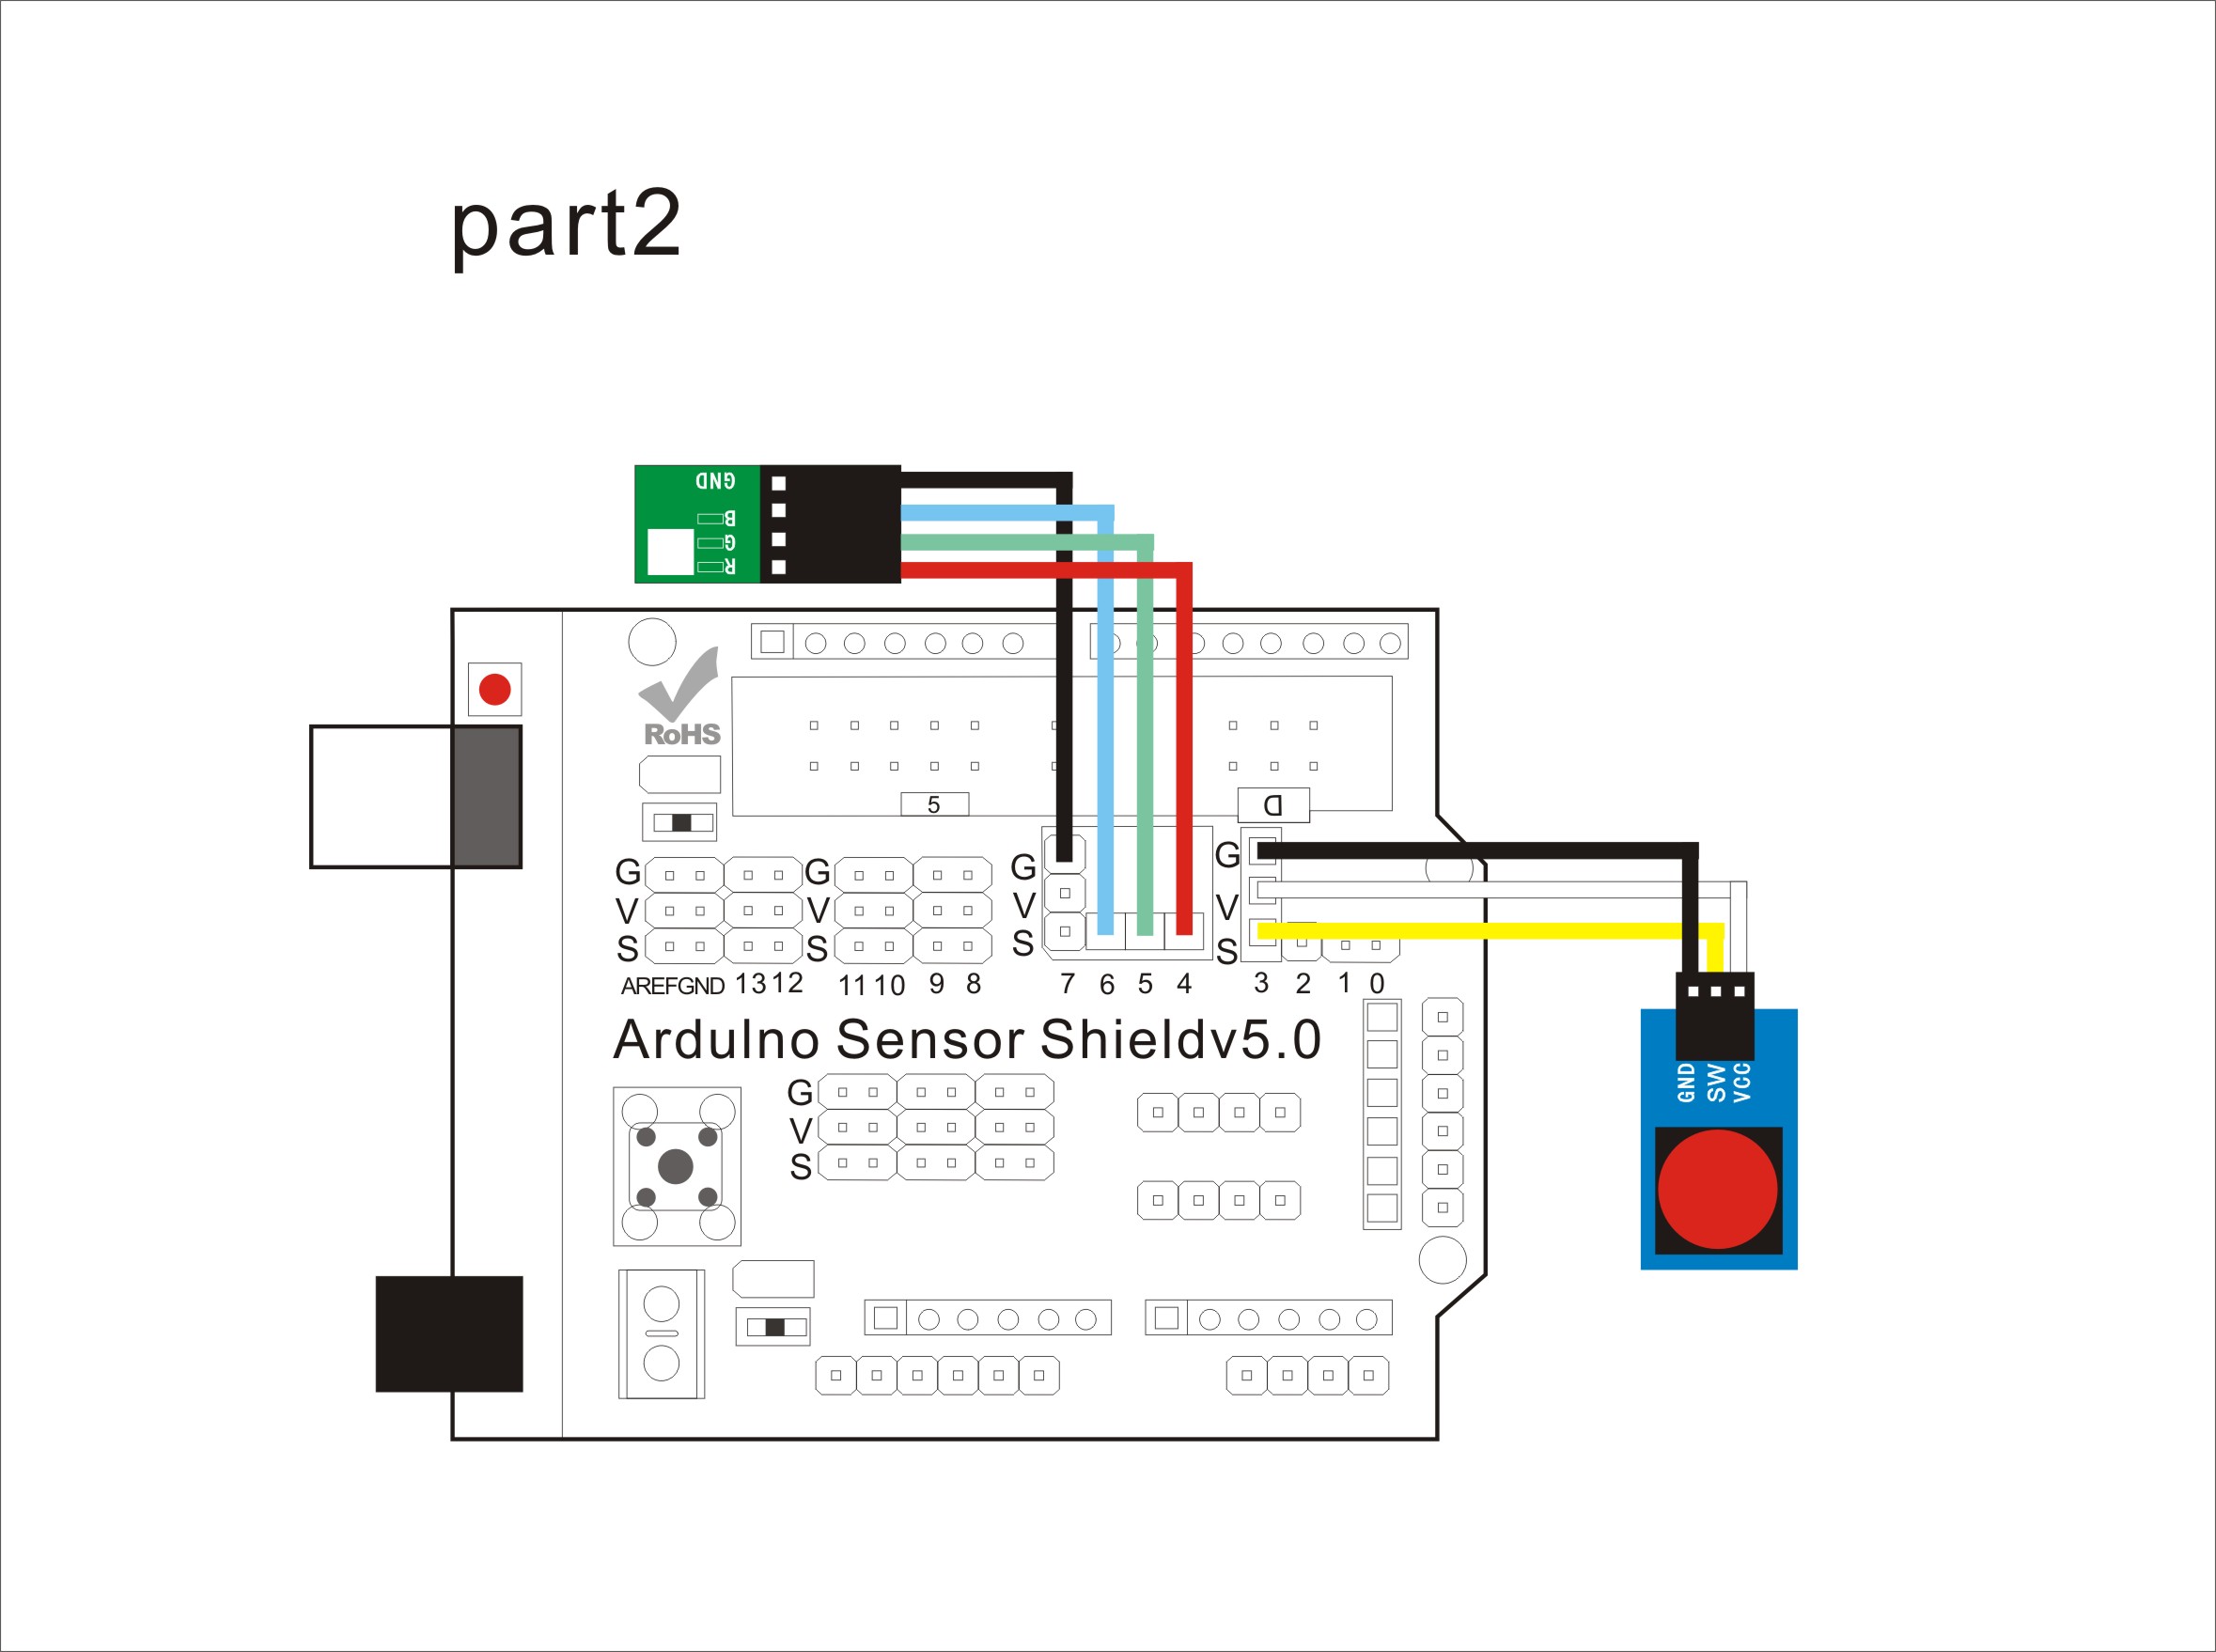 part2
GND
B
G
R
RoHS
5
D
G G G G
V V V V
S S S S
AREFGND 13 12 11 10 9 8 7 6 5 4 3 2 1 0
Ardulno Sensor Shieldv5.0
G
V
S
GND
SW
VCC